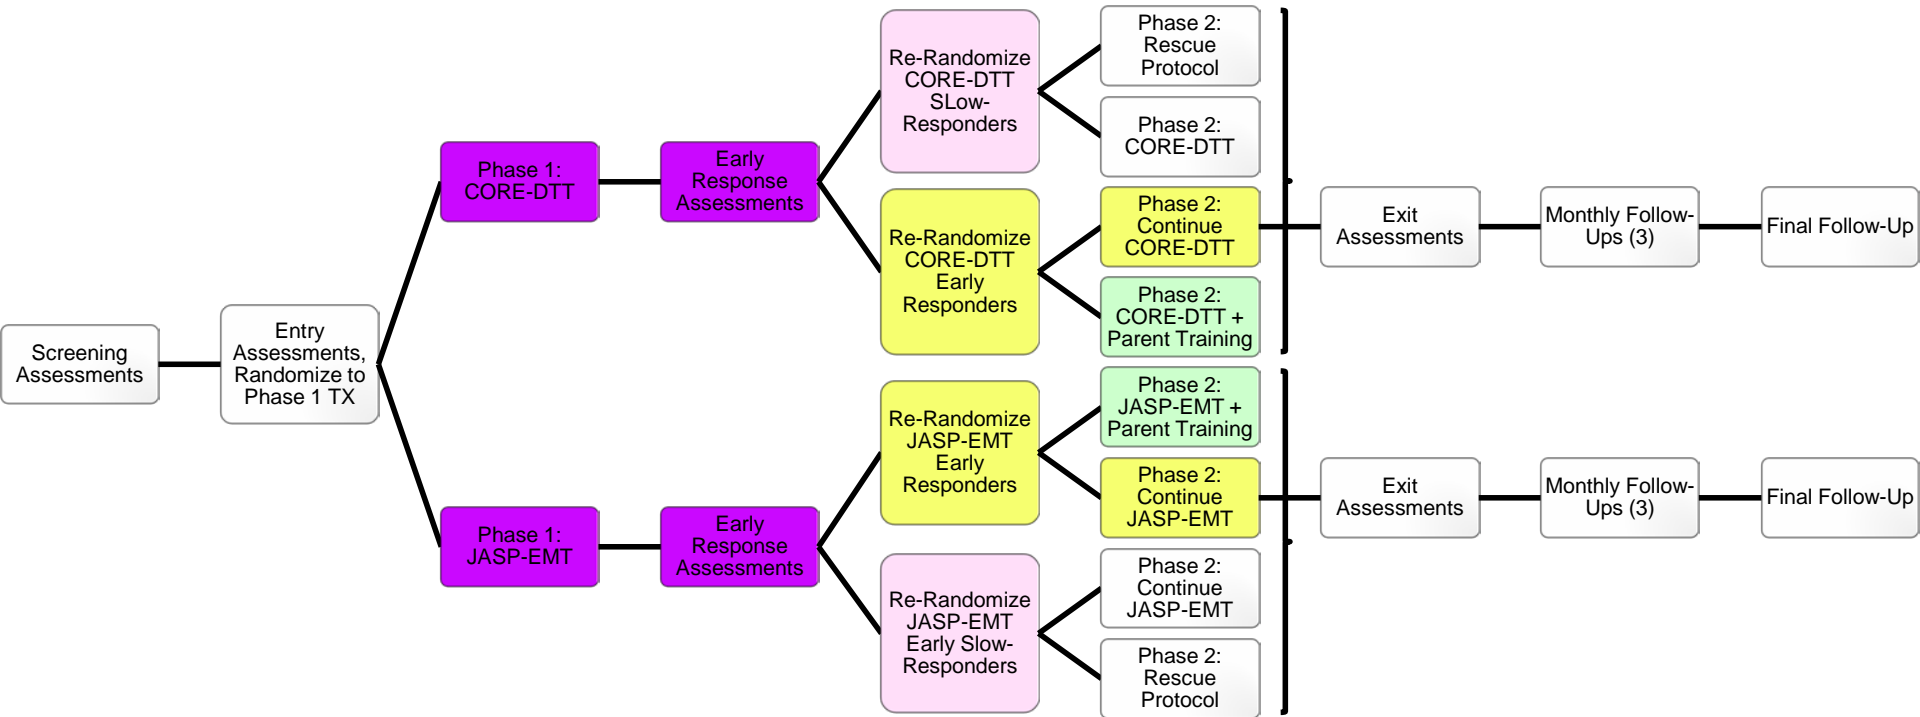 Screening
Assessments
Entry
Assessments,
Randomize to
Phase 1 TX
Phase 1:
CORE-DTT
Early
Response
Assessments
Re-Randomize
CORE-DTT
SLow-
Responders
Phase 2:
Rescue
Protocol
Phase 2:
CORE-DTT
Re-Randomize
CORE-DTT
Early
Responders
Phase 2:
Continue
CORE-DTT
Phase 2:
CORE-DTT +
Parent Training
Exit
Assessments
Monthly Follow-
Ups (3)
Final Follow-Up
Phase 1:
JASP-EMT
Early
Response
Assessments
Re-Randomize
JASP-EMT
Early
Responders
Phase 2:
JASP-EMT +
Parent Training
Phase 2:
Continue
JASP-EMT
Re-Randomize
JASP-EMT
Early Slow-
Responders
Phase 2:
Continue
JASP-EMT
Phase 2:
Rescue
Protocol
Exit
Assessments
Monthly Follow-
Ups (3)
Final Follow-Up